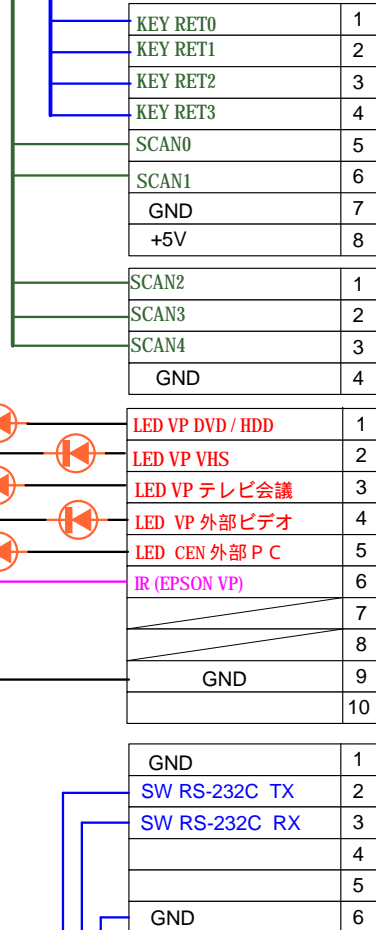 KEY RET0 1
KEY RET1 2
KEY RET2 3
KEY RET3 4
SCAN0 5
SCAN1 6
GND 7
+5V 8
SCAN2 1
SCAN3 2
SCAN4 3
GND 4
LED VP DVD / HDD 1
LED VP VHS 2
LED VP テレビ会議 3
LED VP 外部ビデオ 4
LED CEN 外部ＰＣ 5
IR (EPSON VP) 6
7
8
GND 9
10
GND 1
SW RS-232C TX 2
SW RS-232C RX 3
4
5
GND 6